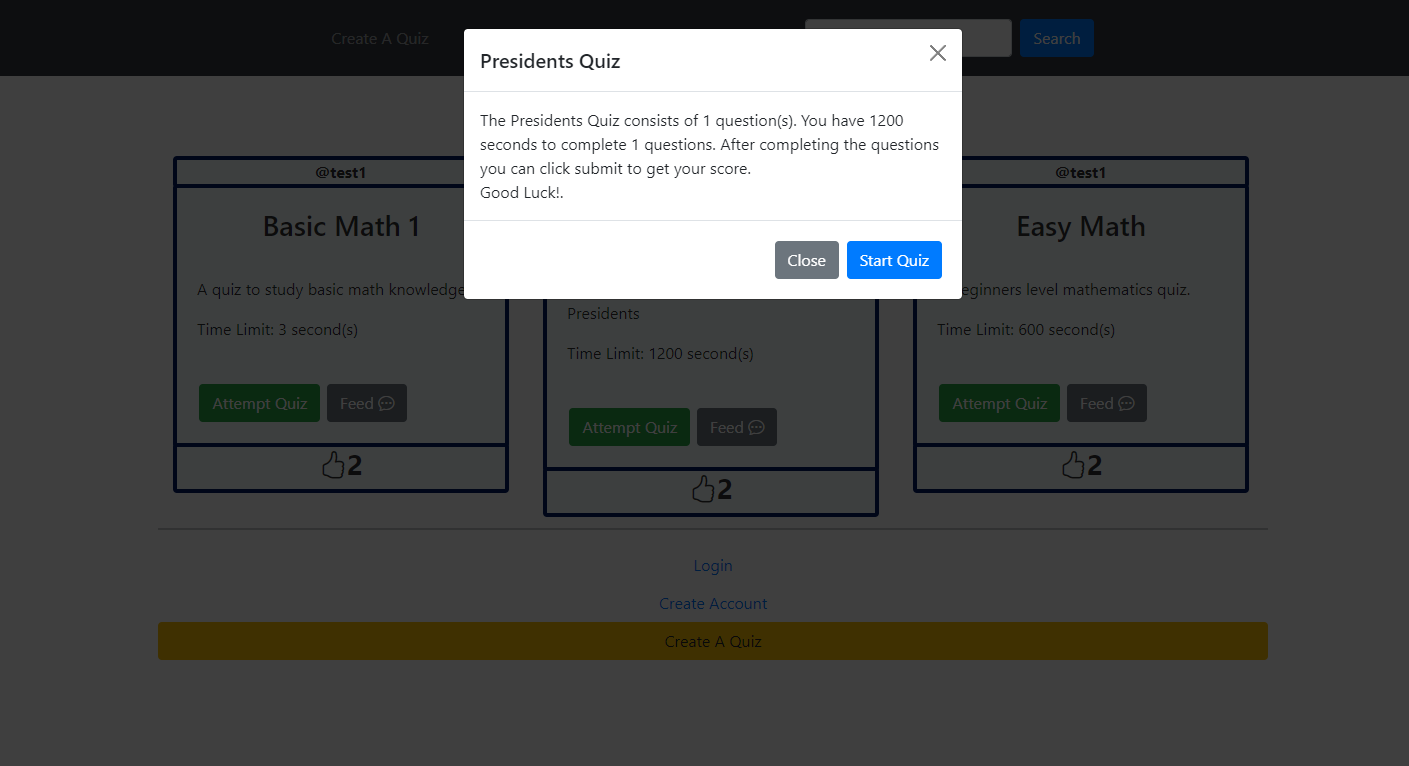 Create A Quiz
Search
Presidents Quiz
The Presidents Quiz consists of 1 question(s). You have 1200
seconds to complete 1 questions. After completing the questions
you can click submit to get your score.
Good Luck!.
Close
Start Quiz
@test1
Basic Math 1
A quiz to study basic math knowledge
Time Limit: 3 second(s)
Attempt Quiz
Feed
2
Presidents
Time Limit: 1200 second(s)
Attempt Quiz
Feed
2
@test1
Easy Math
eginners level mathematics quiz.
Time Limit: 600 second(s)
Attempt Quiz
Feed
2
Login
Create Account
Create A Quiz